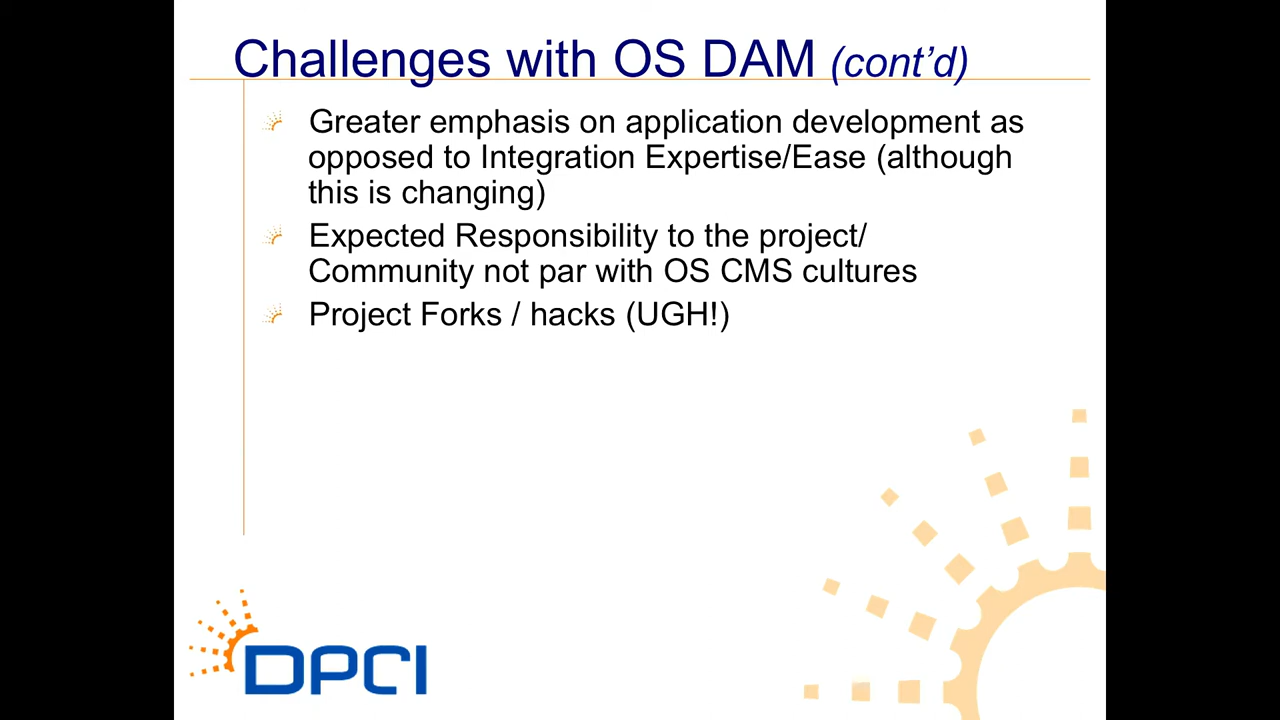 Challenges with OS DAM (cont’d)
Greater emphasis on application development as
opposed to Integration Expertise/Ease (although
this is changing)
Expected Responsibility to the project/
Community not par with OS CMS cultures
Project Forks / hacks (UGH!)
DPCI